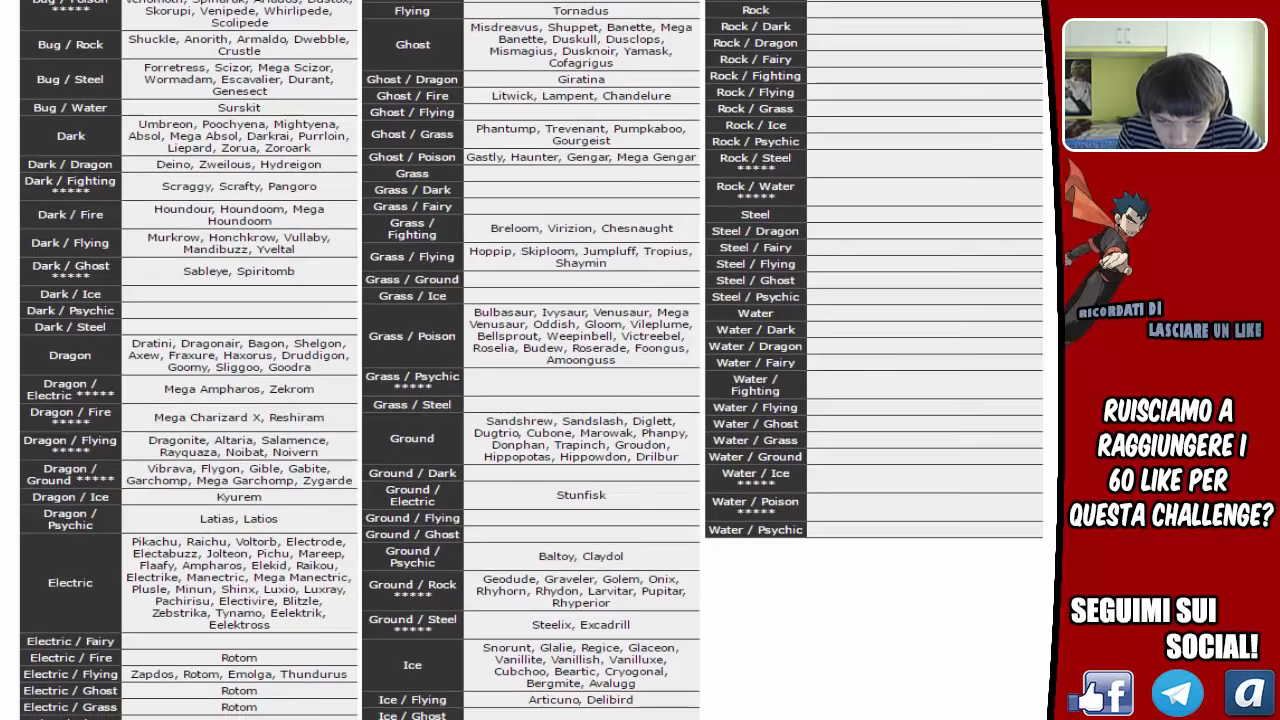 Bug / Poison
*****
Venomoth, Spinarak, Ariados, Dustox,
Skorupi, Venipede, Whirlipede,
Scolipede
Bug / Rock
Shuckle, Anorith, Armaldo, Dwebble,
Crustle
Bug / Steel
Forretress, Scizor, Mega Scizor,
Wormadam, Escavalier, Durant,
Genesect
Bug / Water
Surskit
Dark
Umbreon, Poochyena, Mightyena,
Absol, Mega Absol, Darkrai, Purrloin,
Liepard, Zorua, Zoroark
Dark / Dragon
Deino, Zweilous, Hydreigon
Dark / Fighting
*****
Scraggy, Scrafty, Pangoro
Dark / Fire
Houndour, Houndoom, Mega
Houndoom
Dark / Flying
Murkrow, Honchkrow, Vullaby,
Mandibuzz, Yveltal
Dark / Ghost
*****
Sableye, Spiritomb
Dark / Ice
Dark / Psychic
Dark / Steel
Dragon
Dratini, Dragonair, Bagon, Shelgon,
Axew, Fraxure, Haxorus, Druddigon,
Goomy, Sliggoo, Goodra
Dragon /
Electric *****
Mega Ampharos, Zekrom
Dragon / Fire
*****
Mega Charizard X, Reshiram
Dragon / Flying
*****
Dragonite, Altaria, Salamence,
Rayquaza, Noibat, Noivern
Dragon /
Ground *****
Vibrava, Flygon, Gible, Gabite,
Garchomp, Mega Garchomp, Zygarde
Dragon / Ice
Kyurem
Dragon /
Psychic
Latias, Latios
Electric
Pikachu, Raichu, Voltorb, Electrode,
Electabuzz, Jolteon, Pichu, Mareep,
Flaafy, Ampharos, Elekid, Raikou,
Electrike, Manectric, Mega Manectric,
Plusle, Minun, Shinx, Luxio, Luxray,
Pachirisu, Electivire, Blitzle,
Zebstrika, Tynamo, Eelektrik,
Eelektross
Electric / Fairy
Electric / Fire
Rotom
Electric / Flying
Zapdos, Rotom, Emolga, Thundurus
Electric / Ghost
Rotom
Electric / Grass
Rotom
Flying
Tornadus
Ghost
Misdreavus, Shuppet, Banette, Mega
Banette, Duskull, Dusclops,
Mismagius, Dusknoir, Yamask,
Cofagrigus
Ghost / Dragon
Giratina
Ghost / Fire
Litwick, Lampent, Chandelure
Ghost / Flying
Ghost / Grass
Phantump, Trevenant, Pumpkaboo,
Gourgeist
Ghost / Poison
Gastly, Haunter, Gengar, Mega Gengar
Grass
Grass / Dark
Grass / Fairy
Grass /
Fighting
Breloom, Virizion, Chesnaught
Grass / Flying
Hoppip, Skiploom, Jumpluff, Tropius,
Shaymin
Grass / Ground
Grass / Ice
Grass / Poison
Bulbasaur, Ivysaur, Venusaur, Mega
Venusaur, Oddish, Gloom, Vileplume,
Bellsprout, Weepinbell, Victreebel,
Roselia, Budew, Roserade, Foongus,
Amoonguss
Grass / Psychic
*****
Grass / Steel
Ground
Sandshrew, Sandslash, Diglett,
Dugtrio, Cubone, Marowak, Phanpy,
Donphan, Trapinch, Groudon,
Hippopotas, Hippowdon, Drilbur
Ground / Dark
Ground /
Electric
Stunfisk
Ground / Flying
Ground / Ghost
Ground /
Psychic
Baltoy, Claydol
Ground / Rock
*****
Geodude, Graveler, Golem, Onix,
Rhyhorn, Rhydon, Larvitar, Pupitar,
Rhyperior
Ground / Steel
*****
Steelix, Excadrill
Ice
Snorunt, Glalie, Regice, Glaceon,
Vanillite, Vanillish, Vanilluxe,
Cubchoo, Beartic, Cryogonal,
Bergmite, Avalugg
Ice / Flying
Articuno, Delibird
Ice / Ghost
Rock
Rock / Dark
Rock / Dragon
Rock / Fairy
Rock / Fighting
Rock / Flying
Rock / Grass
Rock / Ice
Rock / Psychic
Rock / Steel
*****
Rock / Water
*****
Steel
Steel / Dragon
Steel / Fairy
Steel / Flying
Steel / Ghost
Steel / Psychic
Water
Water / Dark
Water / Dragon
Water / Fairy
Water /
Fighting
Water / Flying
Water / Ghost
Water / Grass
Water / Ground
Water / Ice
*****
Water / Poison
*****
Water / Psychic
RICORDATI DI
LASCIARE UN LIKE
RUISCIAMO A
RAGGIUNGERE I
60 LIKE PER
QUESTA CHALLENGE?
SEGUIMI SUI
SOCIAL!
f
a